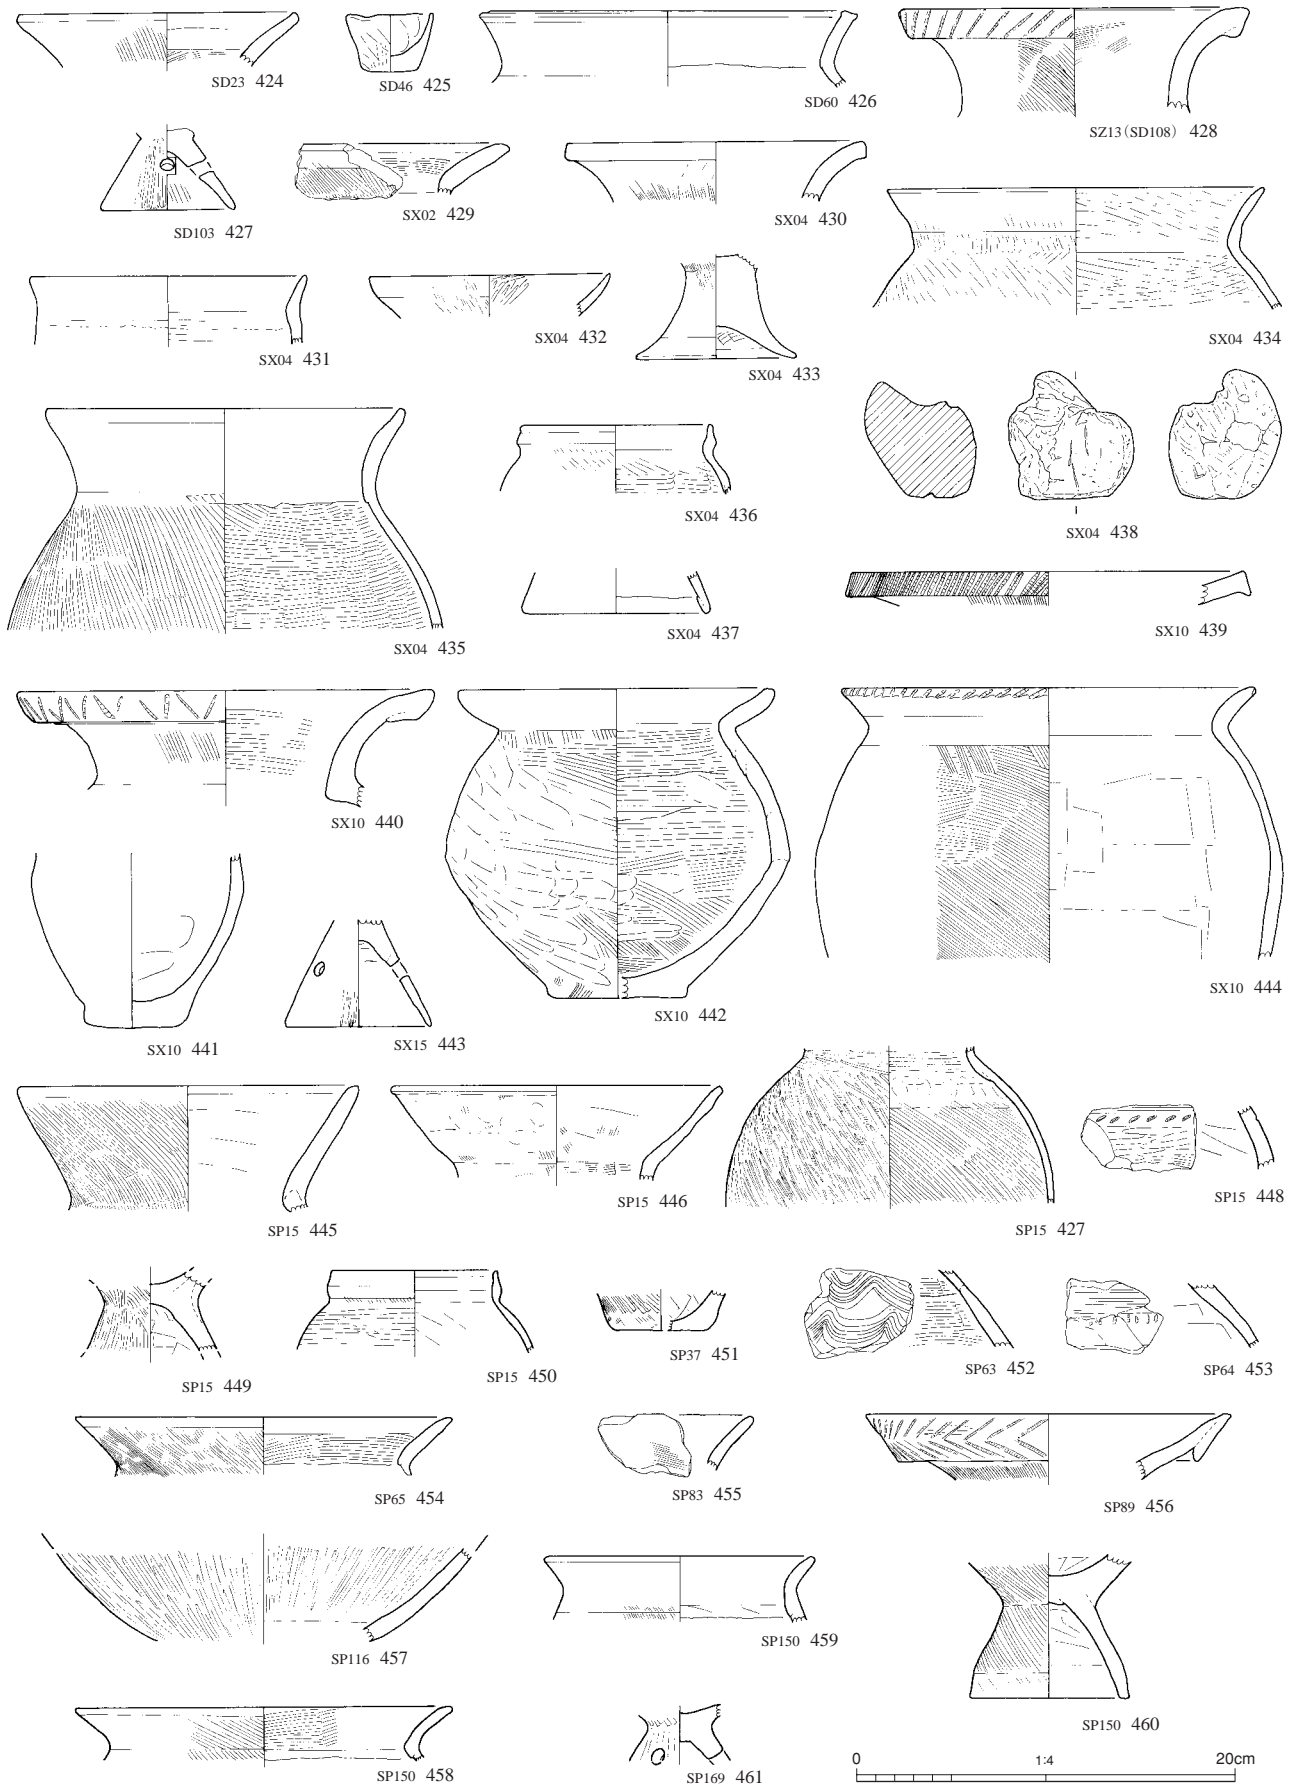 SD23 424
SD46 425
SD60 426
SZ13（SD108） 428
SD103 427
SX02 429
SX04 430
SX04 431
SX04 432
SX04 433
SX04 434
SX04 435
SX04 436
SX04 437
SX04 438
SX10 439
SX10 440
SX10 441
SX15 443
SX10 442
SX10 444
SP15 445
SP15 446
SP15 427
SP15 448
SP15 449
SP15 450
SP37 451
SP63 452
SP64 453
SP65 454
SP83 455
SP89 456
SP116 457
SP150 459
SP150 460
SP150 458
SP169 461
0 1:4 20cm